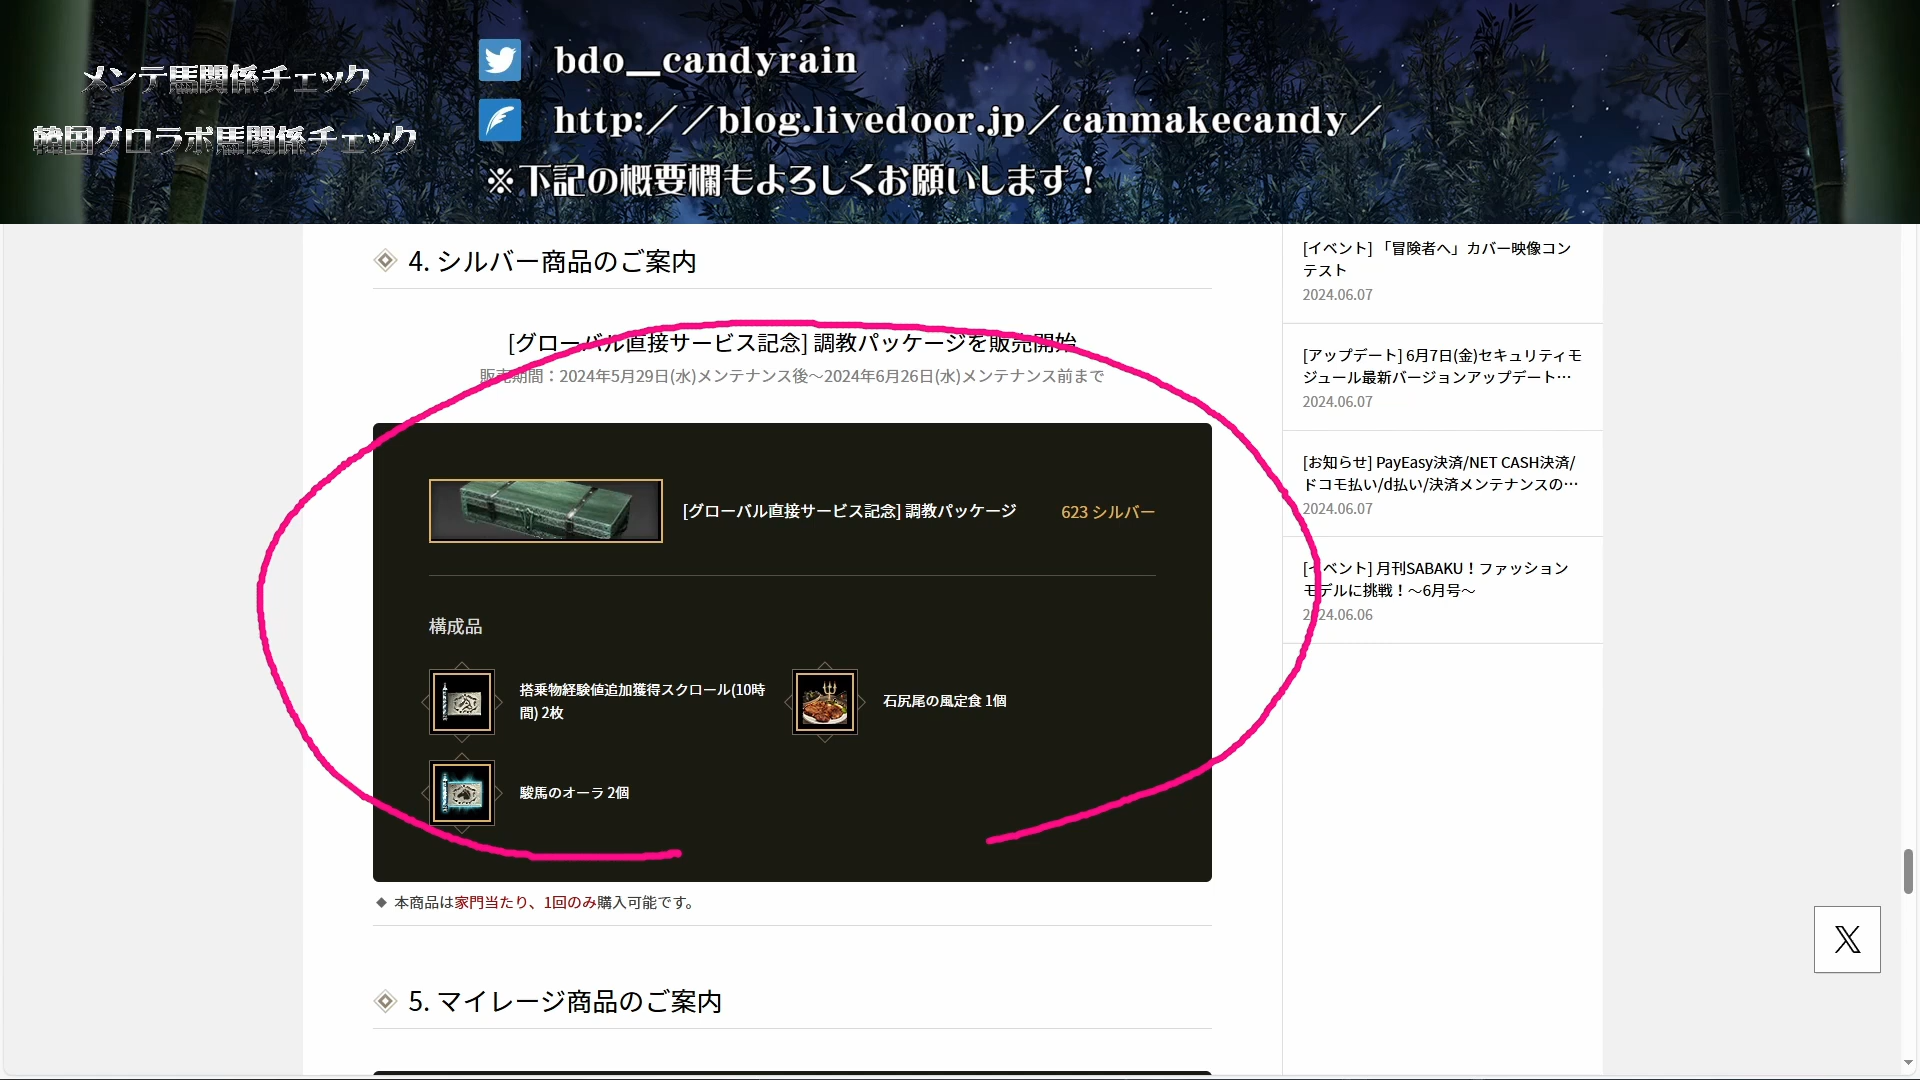 メンテ馬関係チェック
韓国グロラボ馬関係チェック
bdo__candyrain
http://blog.livedoor.jp/canmakecandy/
※下記の概要欄もよろしくお願いします！
4. シルバー商品のご案内
[グローバル直接サービス記念] 調教パッケージを販売開始
販売期間：2024年5月29日(水)メンテナンス後～2024年6月26日(水)メンテナンス前まで
[グローバル直接サービス記念] 調教パッケージ 623 シルバー
構成品
搭乗物経験値追加獲得スクロール(10時
間) 2枚
石尻尾の風定食 1個
駿馬のオーラ 2個
◆ 本商品は家門当たり、1回のみ購入可能です。
5. マイレージ商品のご案内
[イベント] 「冒険者へ」カバー映像コン
テスト
2024.06.07
[アップデート] 6月7日(金)セキュリティモ
ジュール最新バージョンアップデート…
2024.06.07
[お知らせ] PayEasy決済/NET CASH決済/
ドコモ払い/d払い/決済メンテナンスの…
2024.06.07
[イベント] 月刊SABAKU！ファッション
モデルに挑戦！～6月号～
2024.06.06